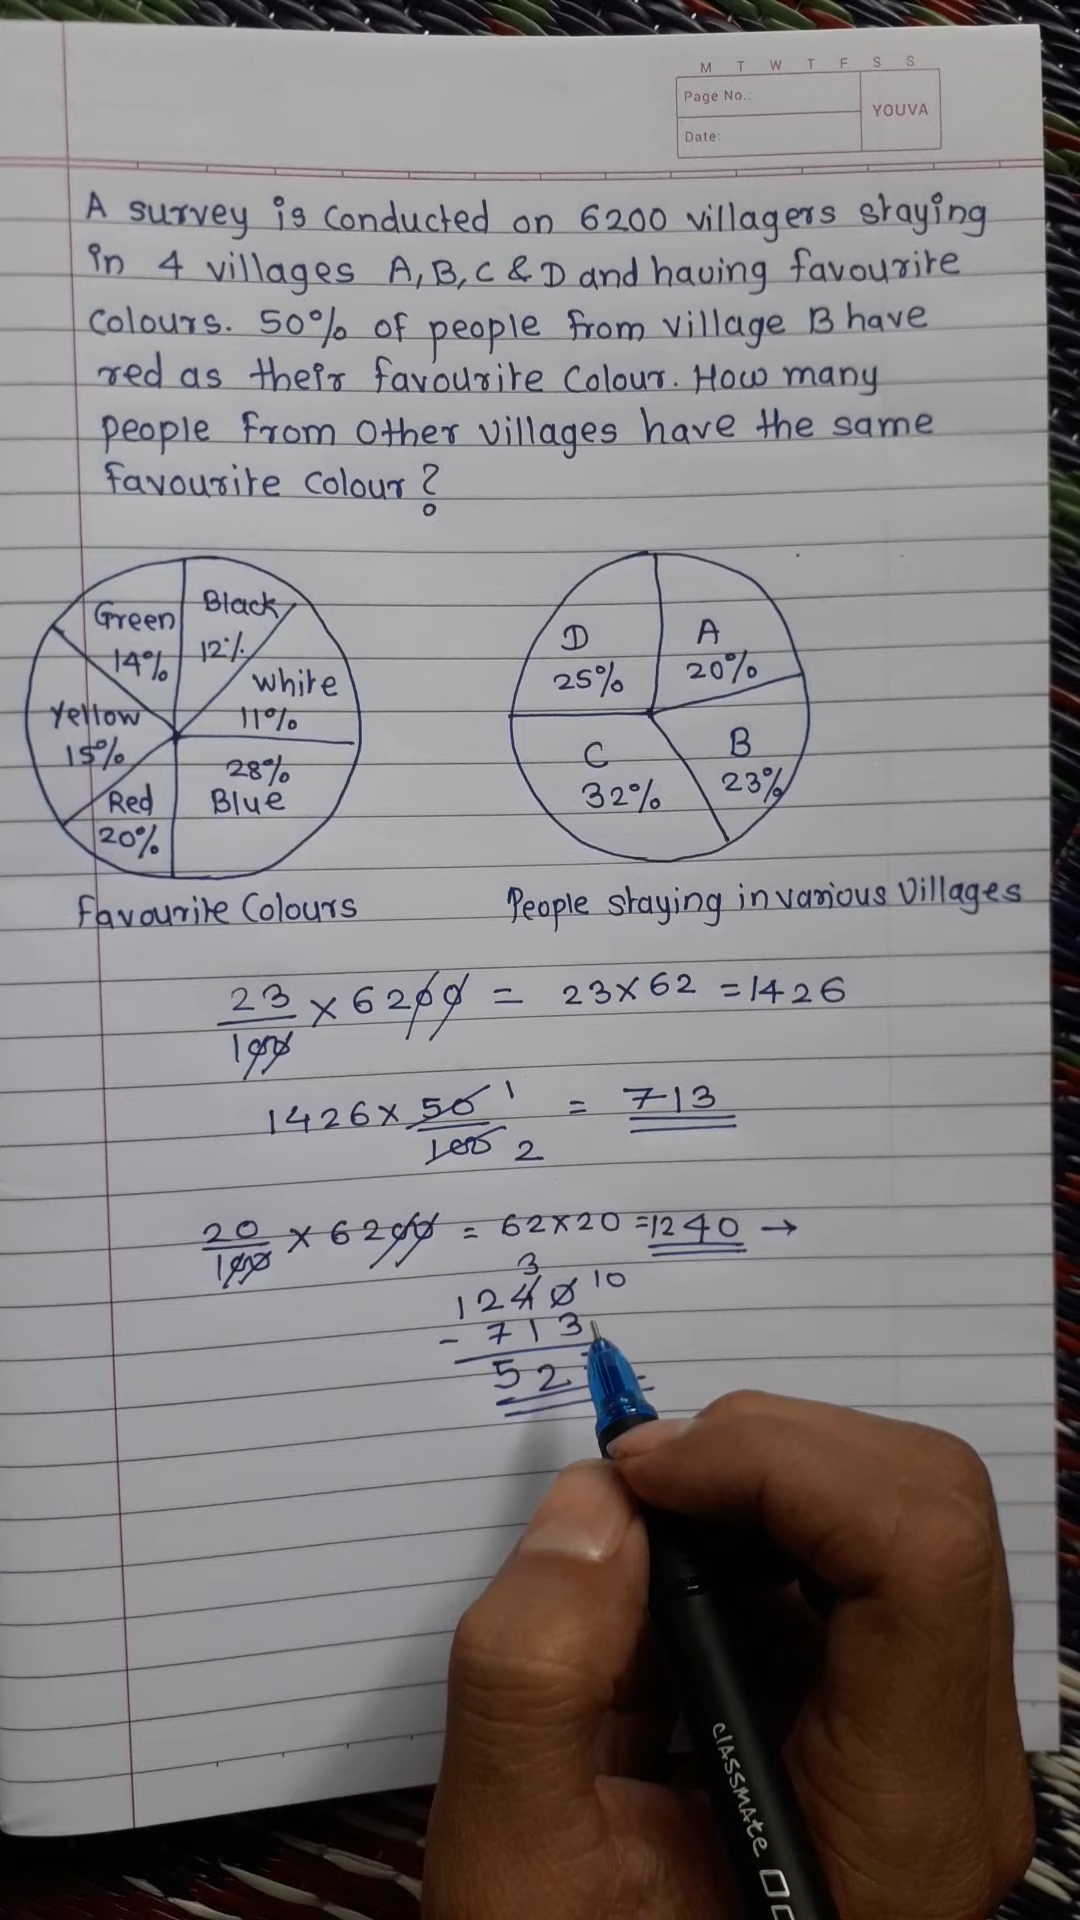 M T W T F S S
Page No.:
YOUVA
Date:
A survey is conducted on 6200 villagers staying
in 4 villages A, B, C & D and having favourite
colours. 50% of people from village B have
red as their favourite colour. How many
people from other villages have the same
favourite colour?
Green
14%
Black
12%
White
11%
Yellow
15%
28%
Blue
Red
20%
D
25%
A
20%
C
32%
B
23%
Favourite Colours
People staying in various villages
23/100 × 6200 = 23×62 = 1426
1426 × 50/100 1 2 = 713
20/100 × 6200 = 62×20 = 1240 →
3 10
1240
- 713
52
CLASSMATE